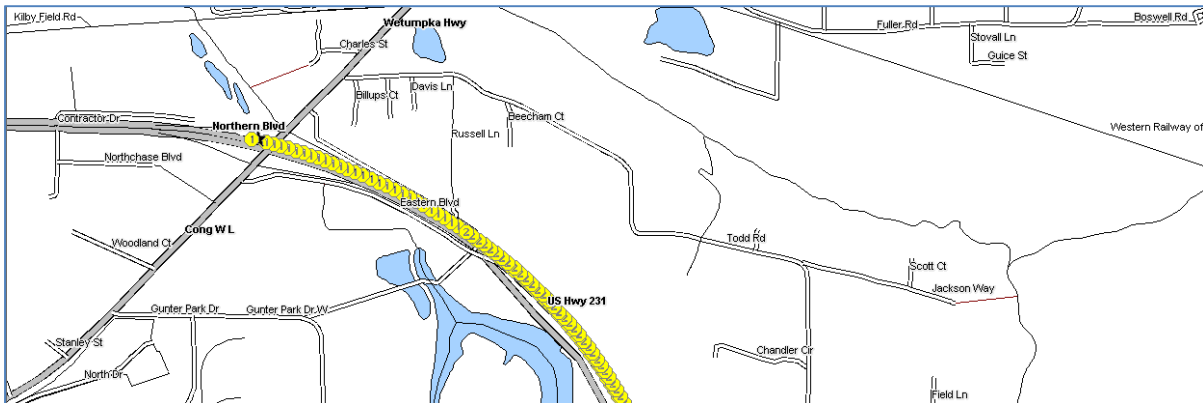 Kilby Field Rd
Wetumpka Hwy
Fuller Rd
Boswell Rd
Stovall Ln
Charles St
Guice St
Davis Ln
Billups Ct
Beecham Ct
Contractor Dr
Northern Blvd
1
Russell Ln
Western Railway of
Northchase Blvd
Eastern Blvd
Cong W L
2
Woodland Ct
Todd Rd
Scott Ct
Jackson Way
US Hwy 231
Gunter Park Dr
Gunter Park Dr W
Stanley St
Chandler Cir
North Dr
Field Ln